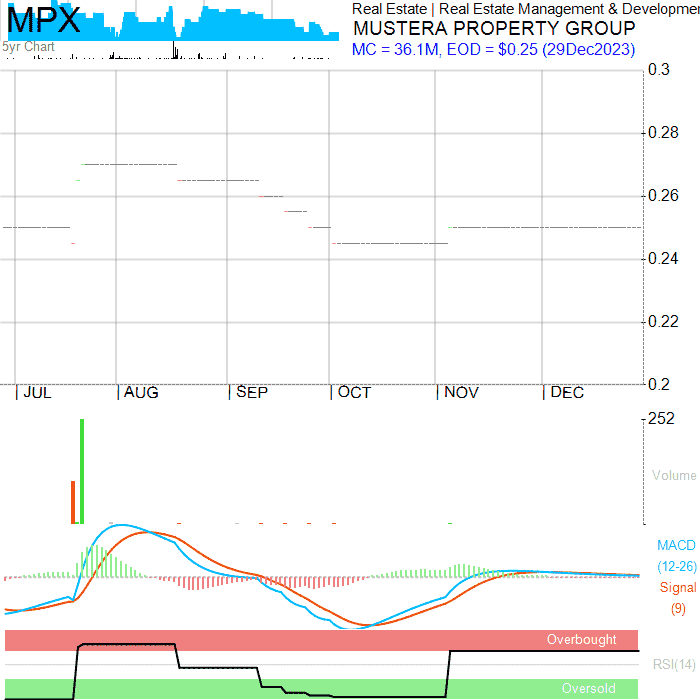 MPX
5yr Chart
Real Estate | Real Estate Management & Developmen
MUSTERA PROPERTY GROUP
MC = 36.1M, EOD = $0.25 (29Dec2023)
0.3
0.28
0.26
0.24
0.22
0.2
| JUL | AUG | SEP | OCT | NOV | DEC
252
Volume
MACD
(12-26)
Signal
(9)
Overbought
RSI(14)
Oversold